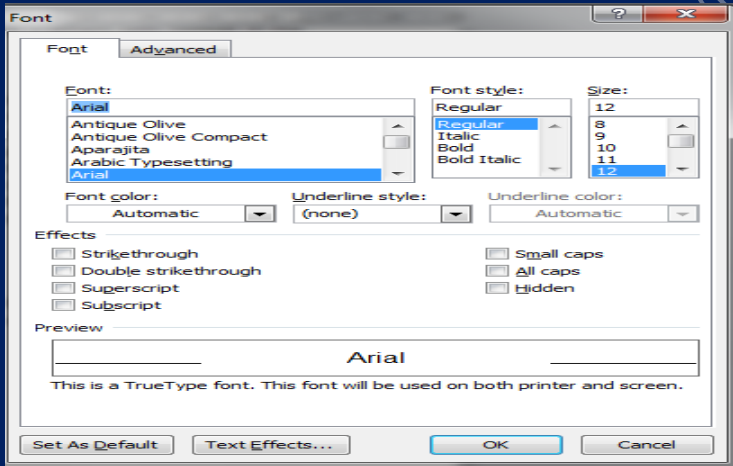 Font
Font Advanced
Font: Font style: Size:
Arial Regular 12
Antique Olive Regular 8
Antique Olive Compact Italic 9
Aparajita Bold 10
Arabic Typesetting Bold Italic 11
Arial 12
Font color: Underline style: Underline color:
Automatic (none) Automatic
Effects
Strikethrough Small caps
Double strikethrough All caps
Superscript Hidden
Subscript
Preview
Arial
This is a TrueType font. This font will be used on both printer and screen.
Set As Default Text Effects... OK Cancel